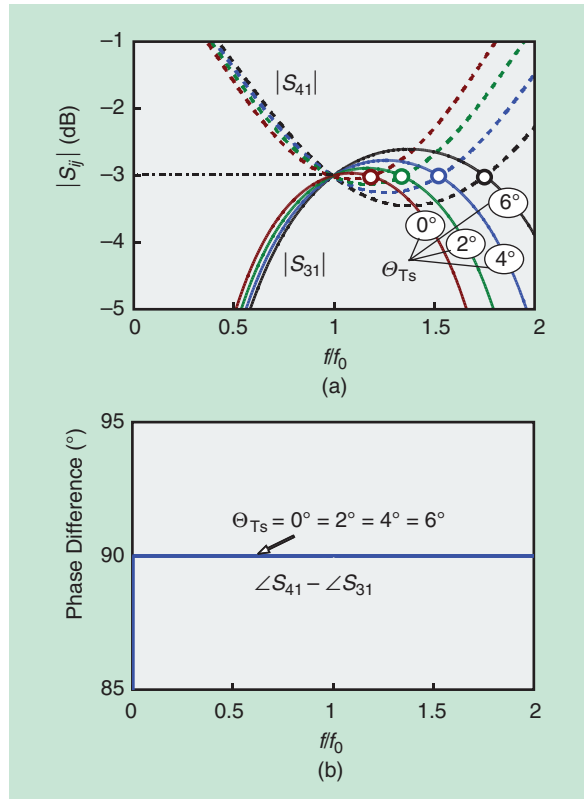 −1
−2
−3
−4
−5
|Sij| (dB)
|S41|
|S31|
6°
0°
2°
4°
ΘTs
0
0.5
1
1.5
2
f/f0
(a)
95
90
85
Phase Difference (°)
ΘTs = 0° = 2° = 4° = 6°
∠S41 − ∠S31
0
0.5
1
1.5
2
f/f0
(b)